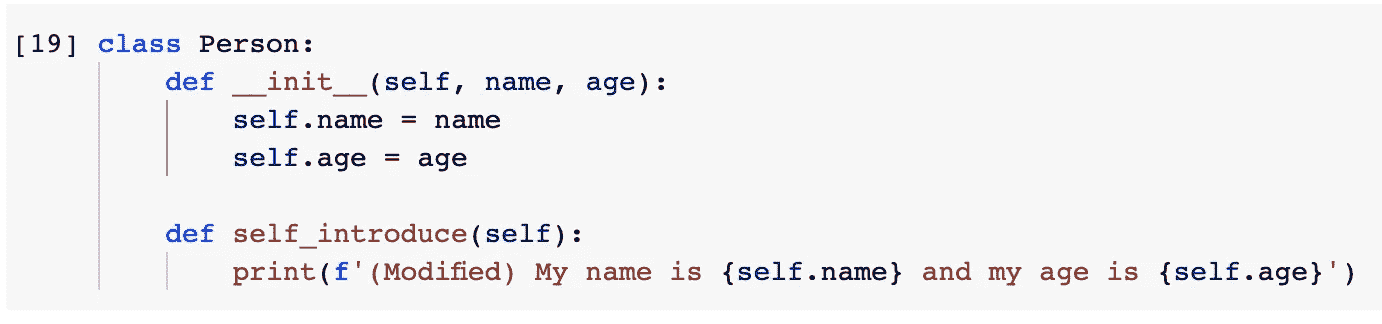 [19] class Person:
def __init__(self, name, age):
self.name = name
self.age = age
def self_introduce(self):
print(f'(Modified) My name is {self.name} and my age is {self.age}')